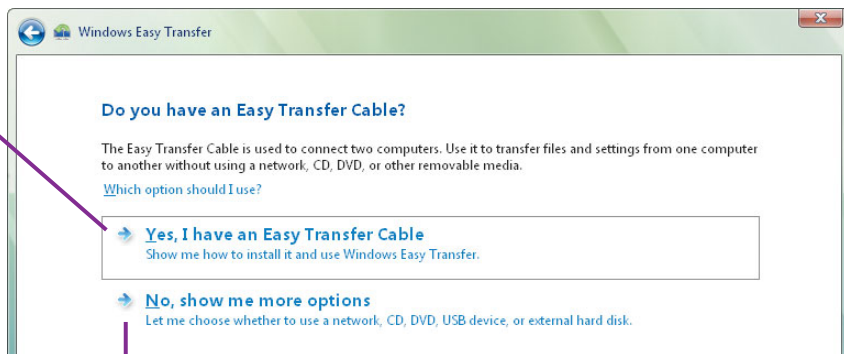 Windows Easy Transfer
Do you have an Easy Transfer Cable?
The Easy Transfer Cable is used to connect two computers. Use it to transfer files and settings from one computer
to another without using a network, CD, DVD, or other removable media.
Which option should I use?
Yes, I have an Easy Transfer Cable
Show me how to install it and use Windows Easy Transfer.
No, show me more options
Let me choose whether to use a network, CD, DVD, USB device, or external hard disk.